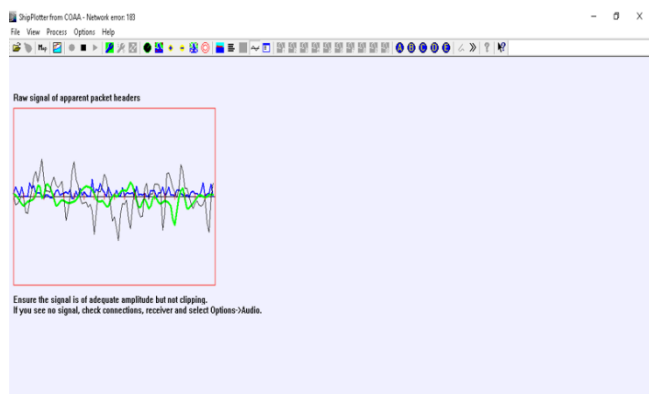 ShipPlotter from COAA - Network error: 183
File View Process Options Help
A B C D E
Raw signal of apparent packet headers
Ensure the signal is of adequate amplitude but not clipping.
If you see no signal, check connections, receiver and select Options->Audio.